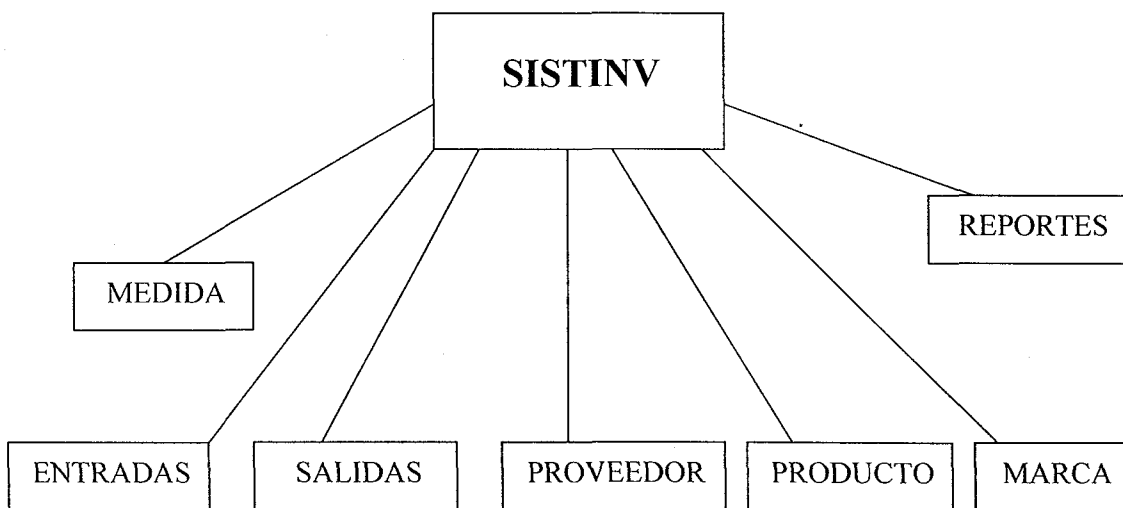 SISTINV
REPORTES
MEDIDA
ENTRADAS
SALIDAS
PROVEEDOR
PRODUCTO
MARCA